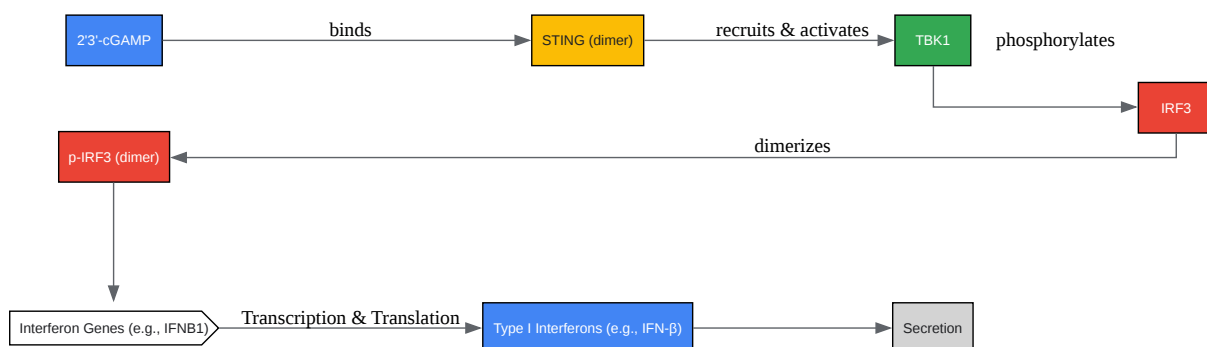 2'3'-cGAMP
binds
STING (dimer)
recruits & activates
TBK1
phosphorylates
IRF3
dimerizes
p-IRF3 (dimer)
Interferon Genes (e.g., IFNB1)
Transcription & Translation
Type I Interferons (e.g., IFN-β)
Secretion